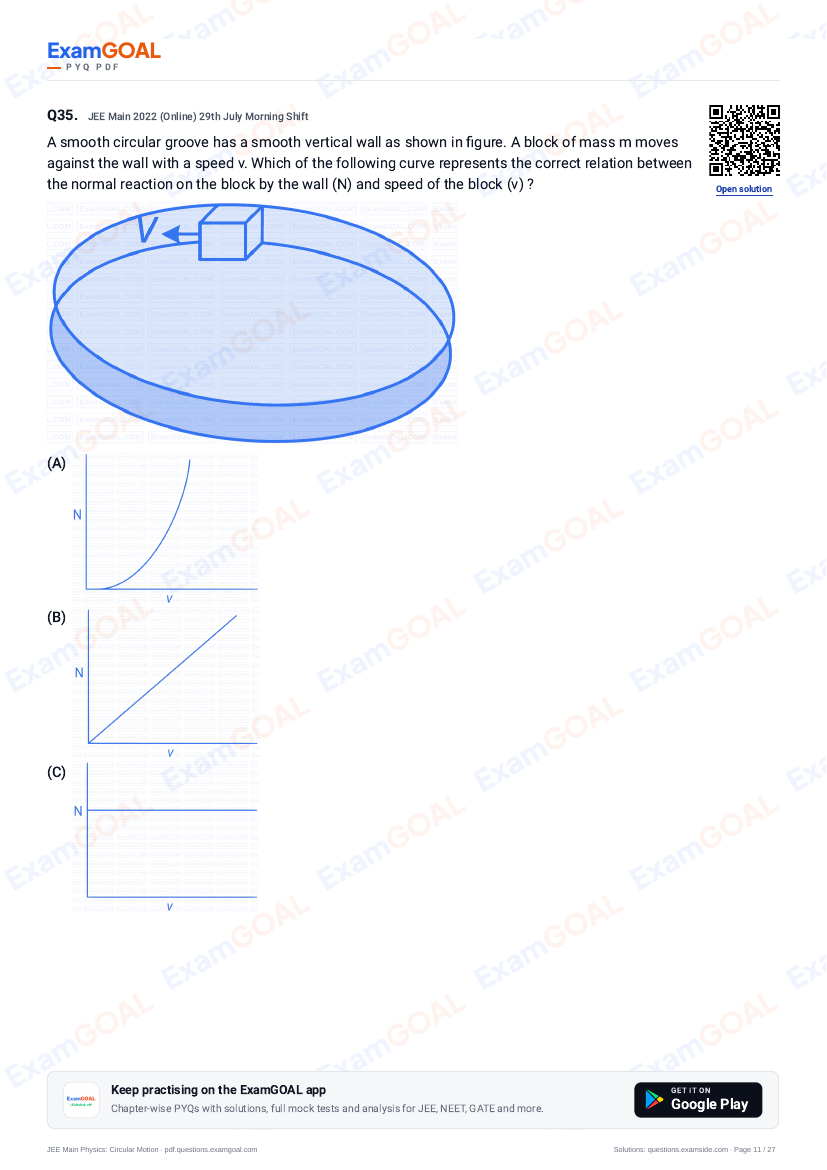 ExamGOAL
PYQ PDF
Q35. JEE Main 2022 (Online) 29th July Morning Shift
A smooth circular groove has a smooth vertical wall as shown in figure. A block of mass m moves
against the wall with a speed v. Which of the following curve represents the correct relation between
the normal reaction on the block by the wall (N) and speed of the block (v) ?
Open solution
V
(A)
N
v
(B)
N
v
(C)
N
v
Keep practising on the ExamGOAL app
Chapter-wise PYQs with solutions, full mock tests and analysis for JEE, NEET, GATE and more.
ExamGOAL
GET IT ON
Google Play
JEE Main Physics: Circular Motion · pdf.questions.examgoal.com
Solutions: questions.examside.com · Page 11 / 27